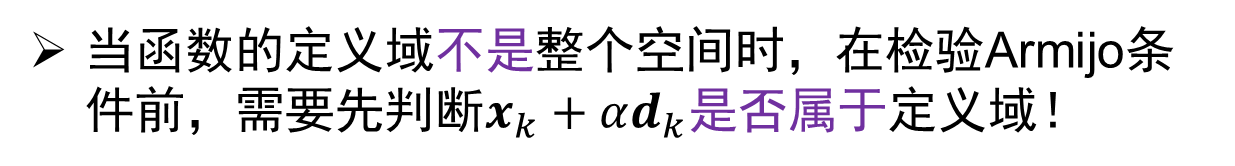 ➢ 当函数的定义域不是整个空间时，在检验Armijo条
件前，需要先判断𝒙ₖ + α𝒅ₖ是否属于定义域！